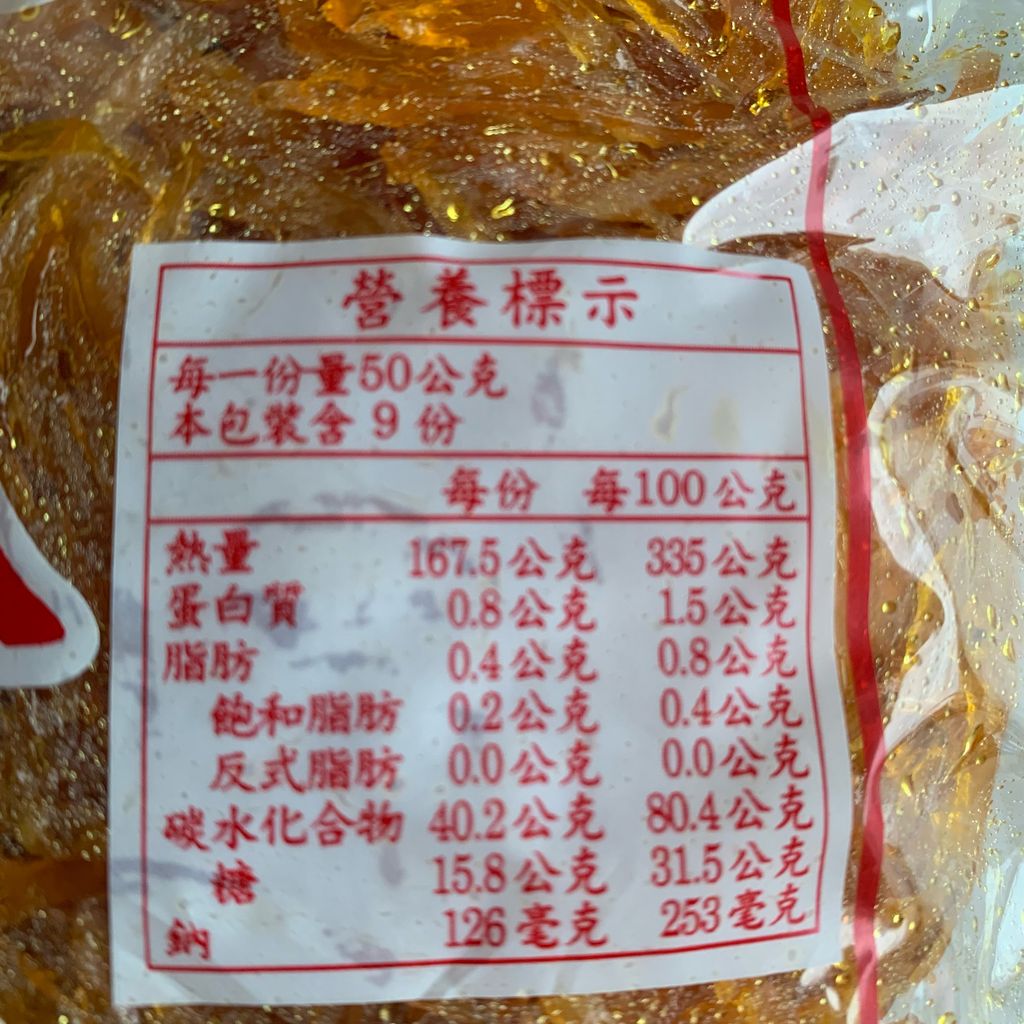 營養標示
每一份量50公克
本包裝含 9 份
每份 每100公克
熱量 167.5公克 335公克
蛋白質 0.8公克 1.5公克
脂肪 0.4公克 0.8公克
飽和脂肪 0.2公克 0.4公克
反式脂肪 0.0公克 0.0公克
碳水化合物 40.2公克 80.4公克
糖 15.8公克 31.5公克
鈉 126毫克 253毫克